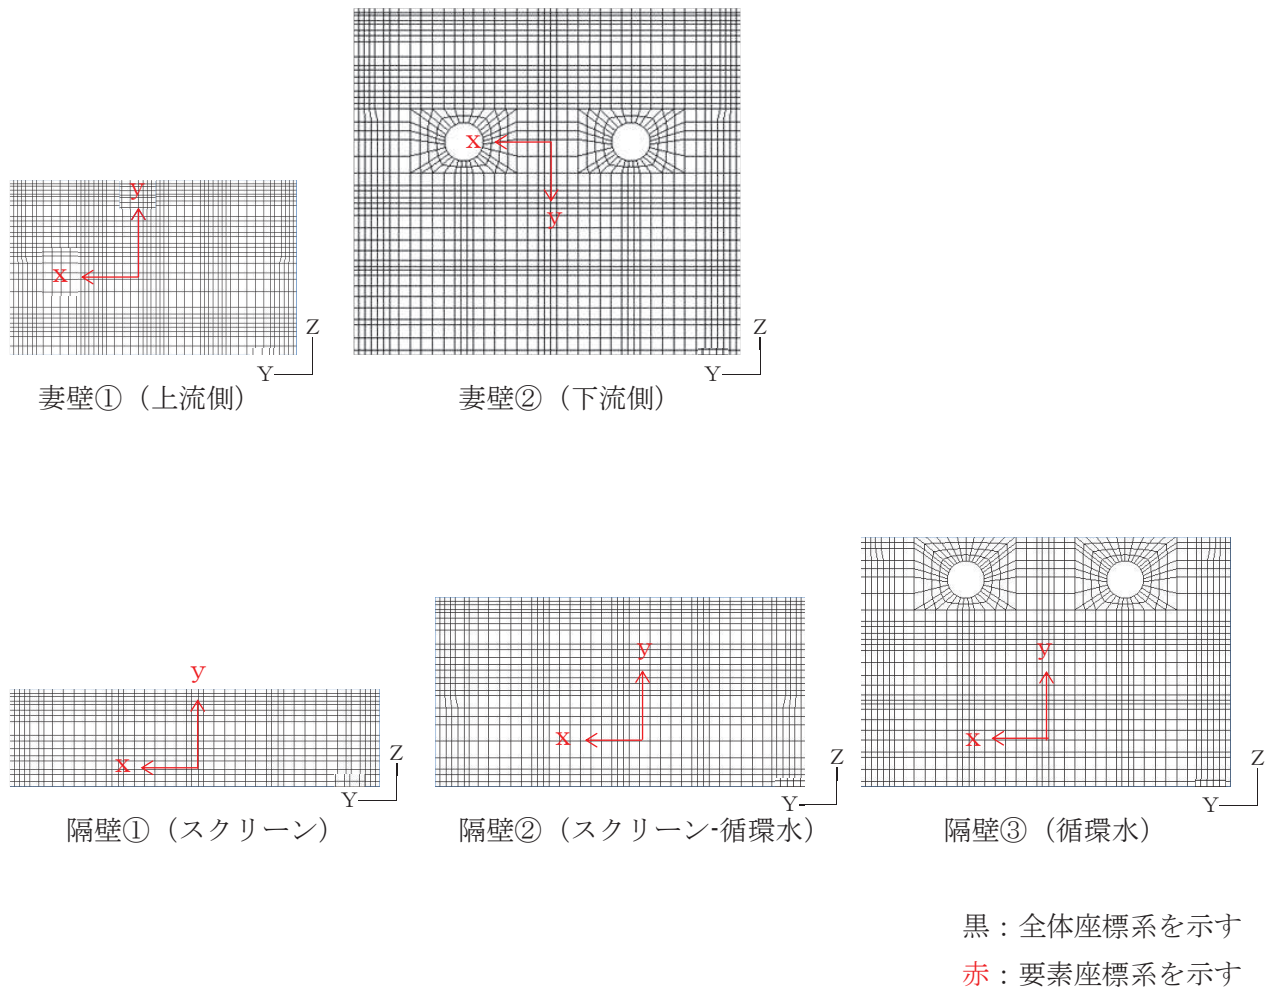 x
y
y
x
Z
Y
Z
Y
妻壁①（上流側）
妻壁②（下流側）
y
x
y
x
y
x
Z
Y
Z
Y
Z
Y
隔壁①（スクリーン）
隔壁②（スクリーン-循環水）
隔壁③（循環水）
黒：全体座標系を示す
赤：要素座標系を示す